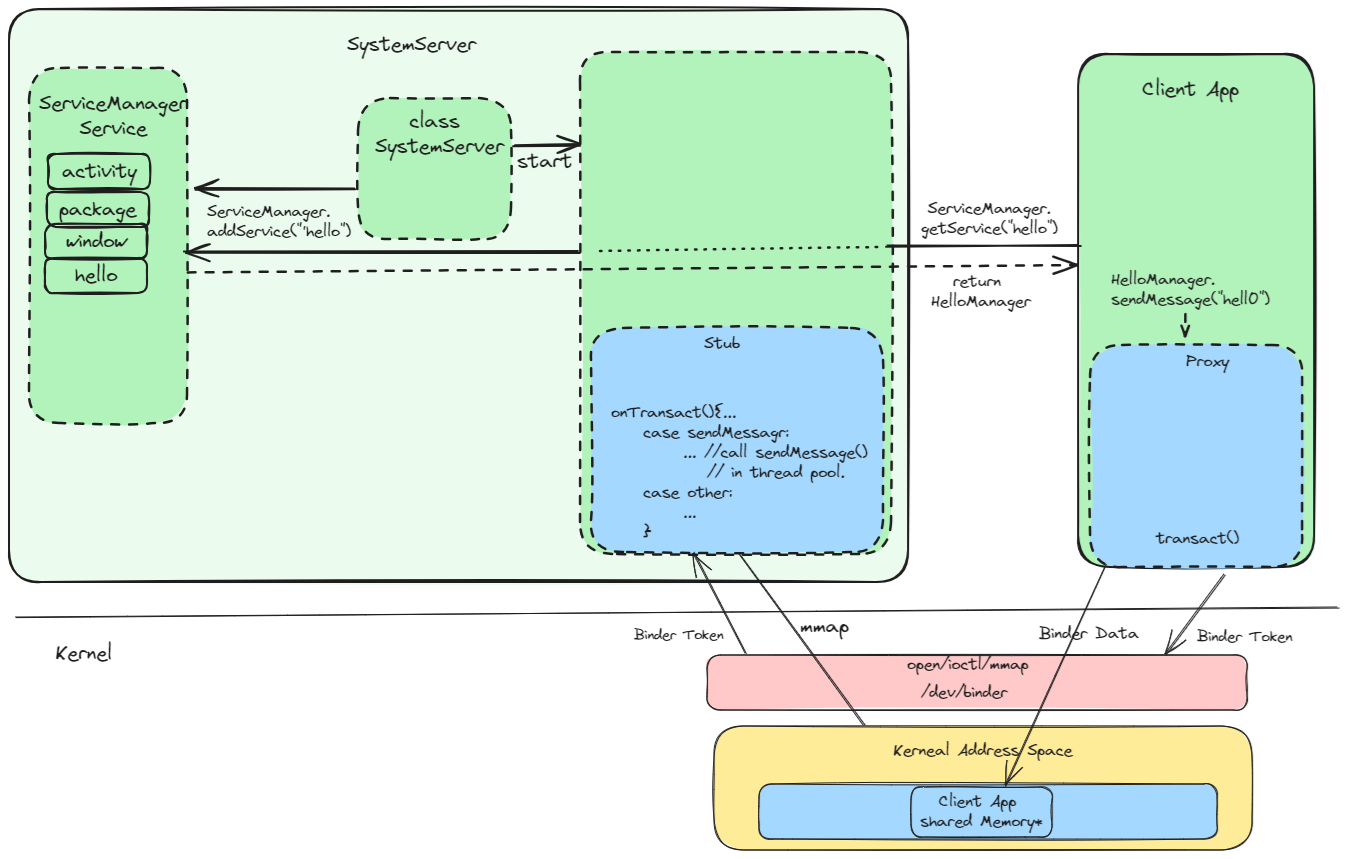 SystemServer
ServiceManager
Service
activity
package
window
hello
class
SystemServer
start
ServiceManager.
addService("hello")
ServiceManager.
getService("hello")
return
HelloManager
Client App
HelloManager.
sendMessage("hellO")
Proxy
transact()
Stub
onTransact(){...
case sendMessagr:
... //call sendMessage()
// in thread pool.
case other:
...
}
Kernel
Binder Token
mmap
Binder Data
Binder Token
open/ioctl/mmap
/dev/binder
Kerneal Address Space
Client App
shared Memory*